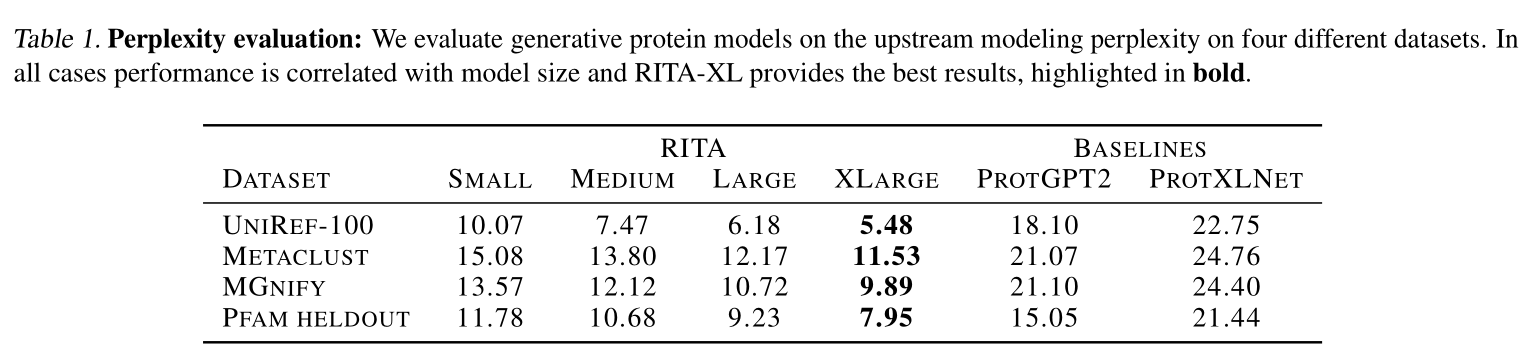 Table 1. Perplexity evaluation: We evaluate generative protein models on the upstream modeling perplexity on four different datasets. In
all cases performance is correlated with model size and RITA-XL provides the best results, highlighted in bold.
RITA BASELINES
DATASET SMALL MEDIUM LARGE XLARGE PROTGPT2 PROTXLNET
UNIREF-100 10.07 7.47 6.18 5.48 18.10 22.75
METACLUST 15.08 13.80 12.17 11.53 21.07 24.76
MGNIFY 13.57 12.12 10.72 9.89 21.10 24.40
PFAM HELDOUT 11.78 10.68 9.23 7.95 15.05 21.44